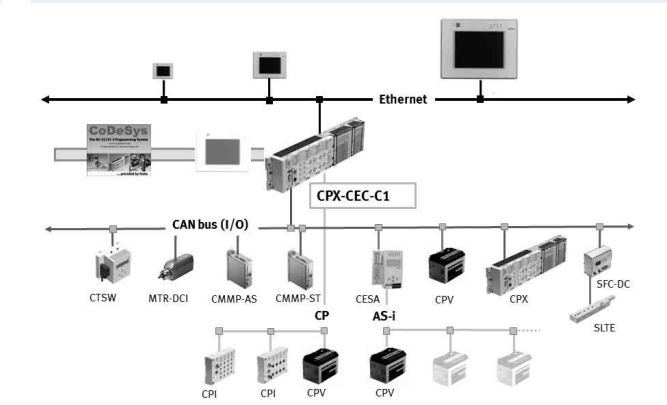 Ethernet
CoDeSys
CPX-CEC-C1
CAN bus (I/O)
CTSW
MTR-DCI
CMMP-AS
CMMP-ST
CESA
CPV
CPX
SFC-DC
SLTE
CP
AS-i
CPI
CPI
CPV
CPV